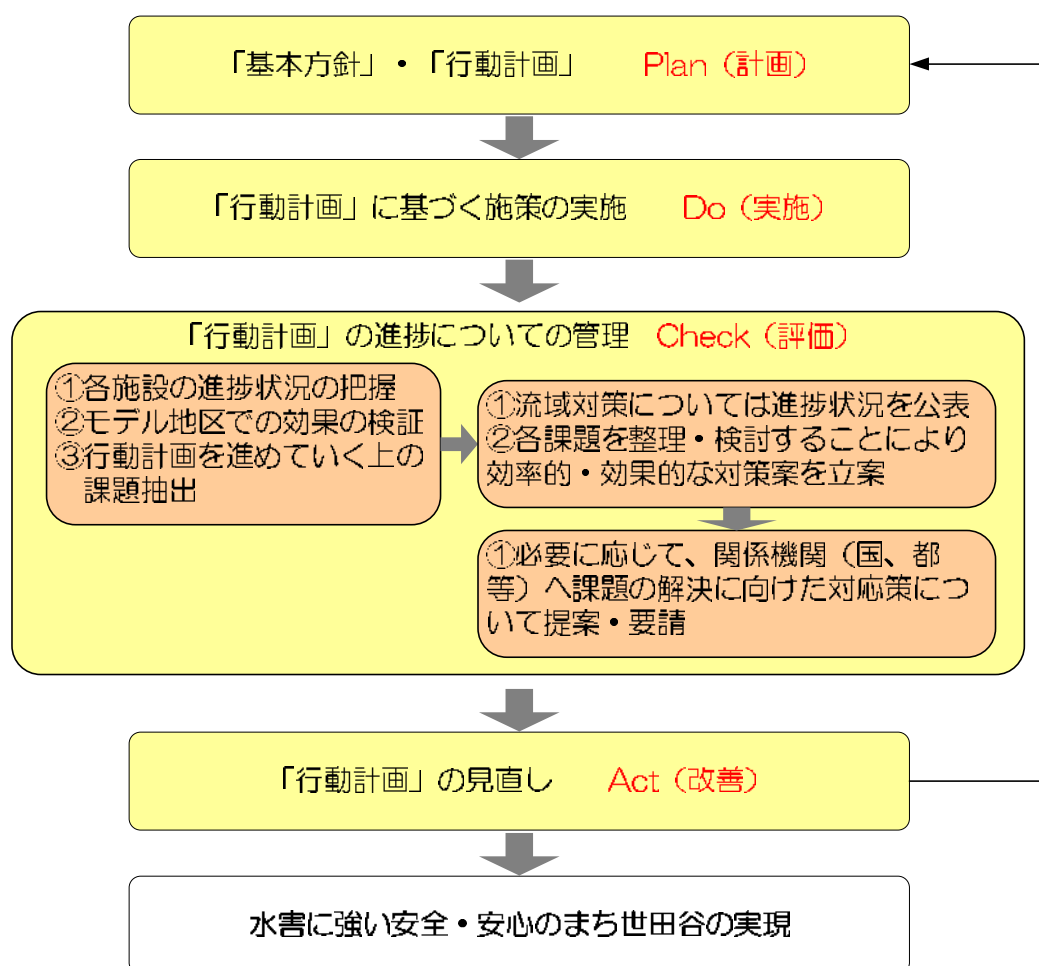 「基本方針」・「行動計画」 Plan（計画）
「行動計画」に基づく施策の実施 Do（実施）
「行動計画」の進捗についての管理 Check（評価）
①各施設の進捗状況の把握
②モデル地区での効果の検証
③行動計画を進めていく上の
課題抽出
①流域対策については進捗状況を公表
②各課題を整理・検討することにより
効率的・効果的な対策案を立案
①必要に応じて、関係機関（国、都
等）へ課題の解決に向けた対応策につ
いて提案・要請
「行動計画」の見直し Act（改善）
水害に強い安全・安心のまち世田谷の実現